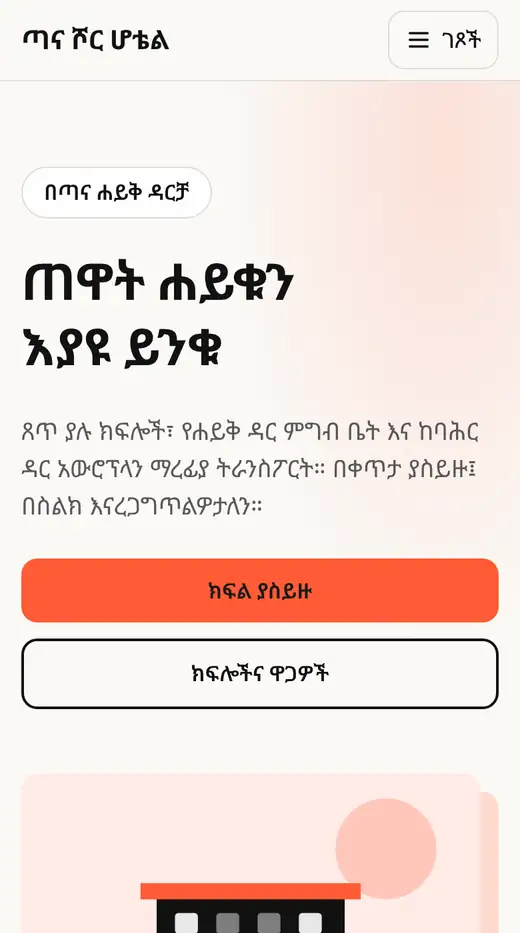 ጣና ሾር ሆቴል
ገጾች
በጣና ሐይቅ ዳርቻ
ጠዋት ሐይቁን
እያዩ ይንቁ
ጸጥ ያሉ ክፍሎች፣ የሐይቅ ዳር ምግብ ቤት እና ከባሕር
ዳር አውሮፕላን ማረፊያ ትራንስፖርት። በቀጥታ ያስይዙ፤
በስልክ እናረጋግጥልዎታለን።
ክፍል ያስይዙ
ክፍሎችና ዋጋዎች